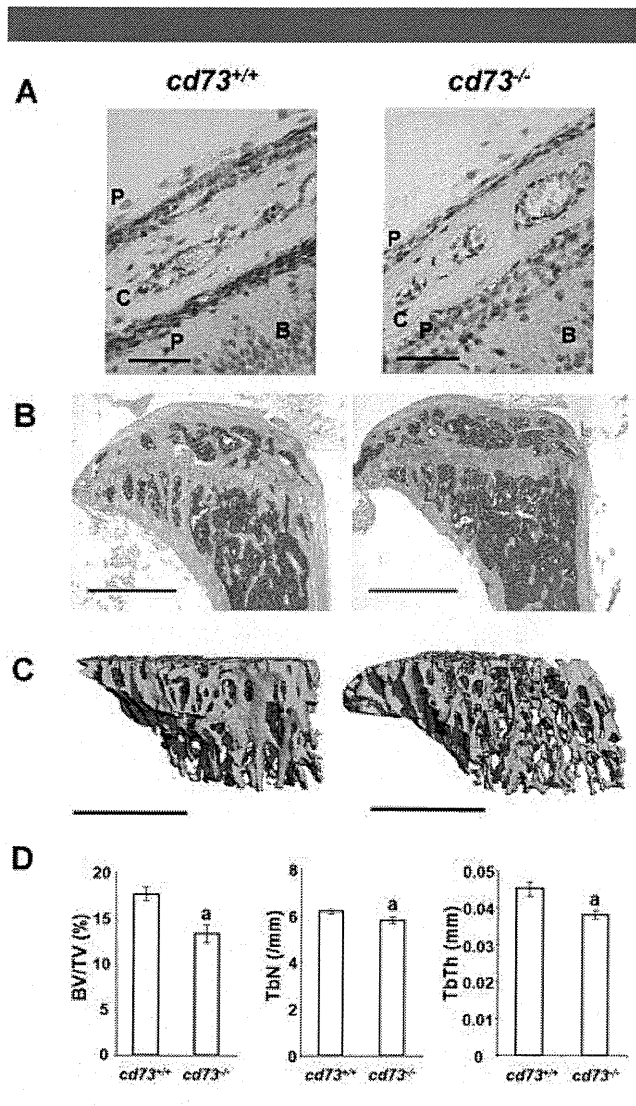 cd73+/+ cd73-/-
A
P
C
P
B
P
C
P
B
B
C
D
BV/TV (%)
20
15
10
5
0
a
cd73+/+ cd73-/-
TbN (/mm)
8
6
4
2
0
a
cd73+/+ cd73-/-
TbTh (mm)
0.05
0.04
0.03
0.02
0.01
0
a
cd73+/+ cd73-/-